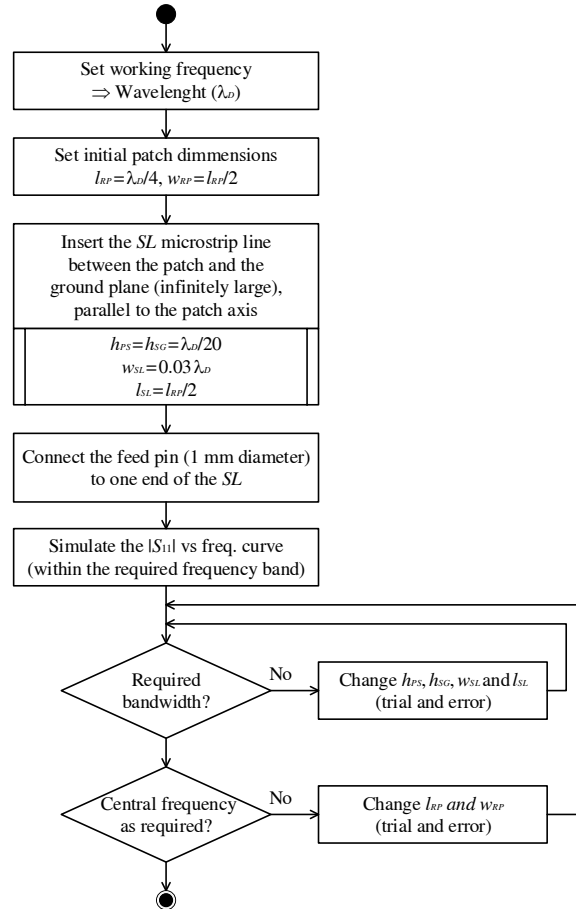 Set working frequency
⇒ Wavelenght (λD)
Set initial patch dimmensions
lRP=λD/4, wRP=lRP/2
Insert the SL microstrip line
between the patch and the
ground plane (infinitely large),
parallel to the patch axis
hPS=hSG=λD/20
wSL=0.03λD
lSL=lRP/2
Connect the feed pin (1 mm diameter)
to one end of the SL
Simulate the |S11| vs freq. curve
(within the required frequency band)
Required
bandwidth?
No
Change hPS, hSG, wSL and lSL
(trial and error)
Central frequency
as required?
No
Change lRP and wRP
(trial and error)